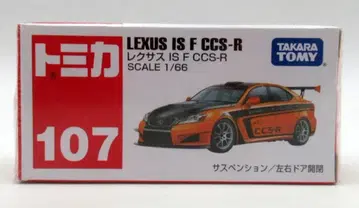 トミカ
107
LEXUS IS F CCS-R
レクサス IS F CCS-R
SCALE 1/66
TAKARA
TOMY
CCS-R
サスペンション/左右ドア開閉